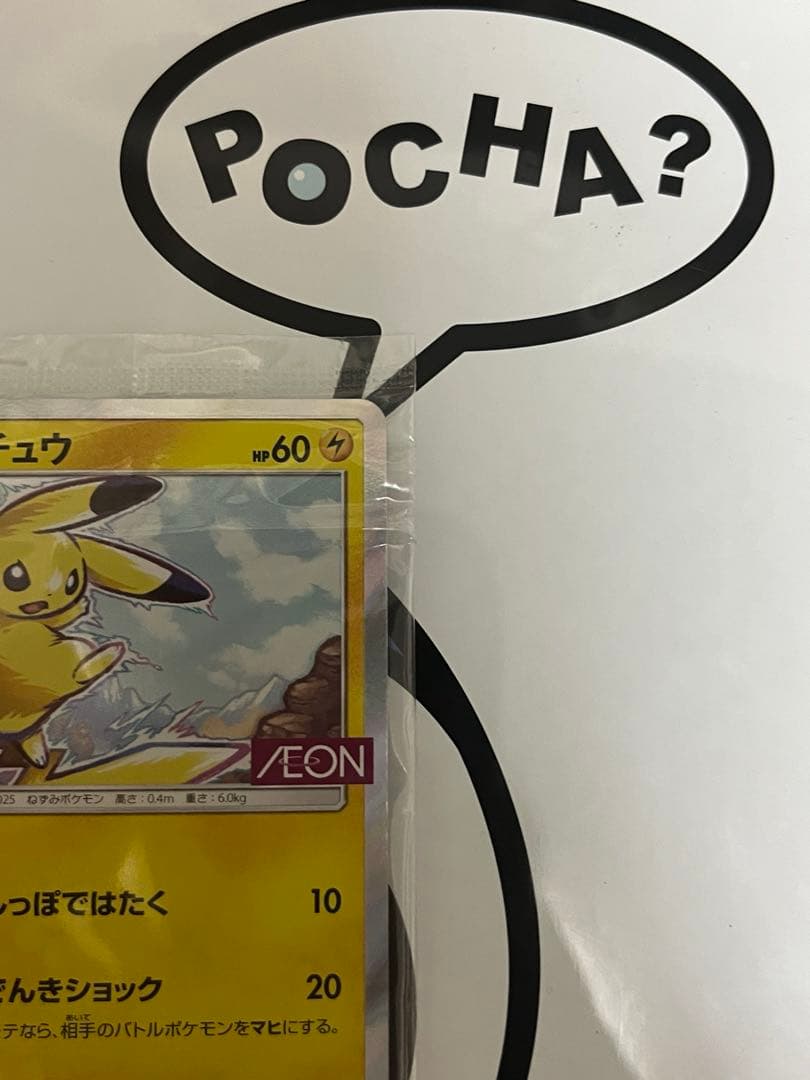 POCHA?
チュウ HP60
ÆON
025 ねずみポケモン 高さ:0.4m 重さ:6.0kg
しっぽではたく 10
でんきショック 20
テなら、相手のバトルポケモンをマヒにする。